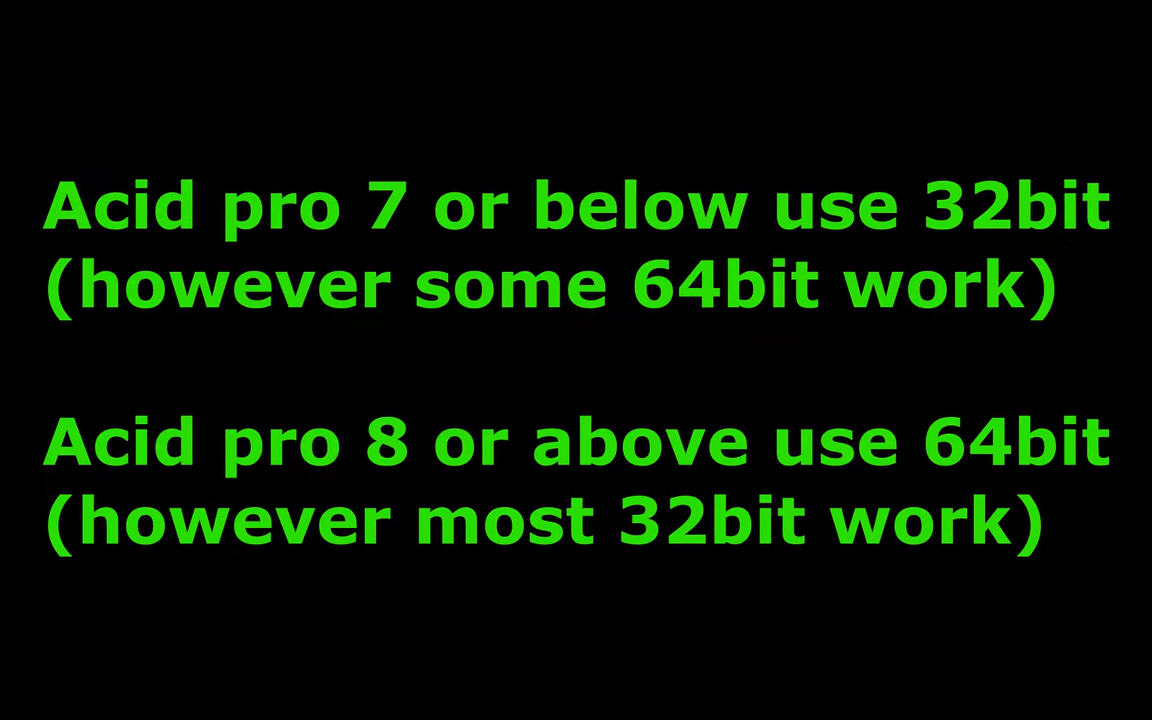 Acid pro 7 or below use 32bit
(however some 64bit work)
Acid pro 8 or above use 64bit
(however most 32bit work)